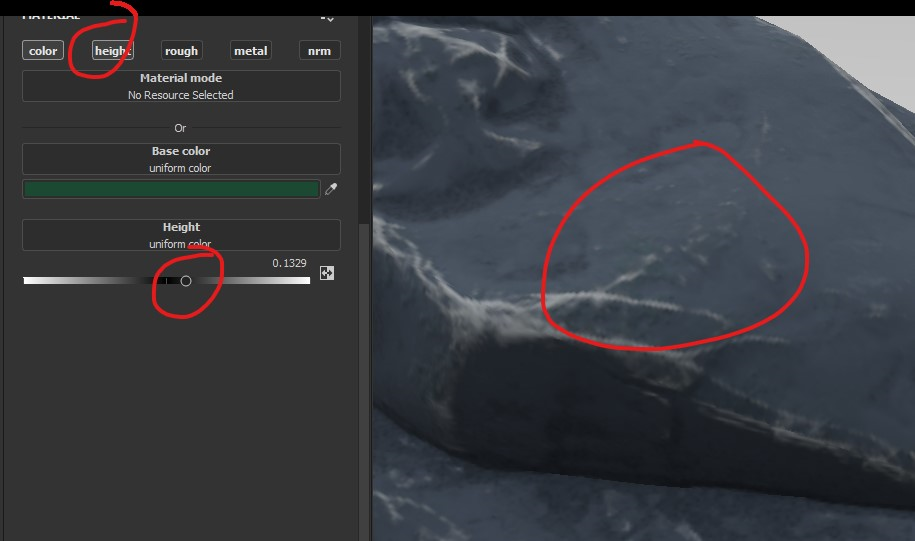 MATERIAL
color height rough metal nrm
Material mode
No Resource Selected
Or
Base color
uniform color
Height
uniform color
0.1329